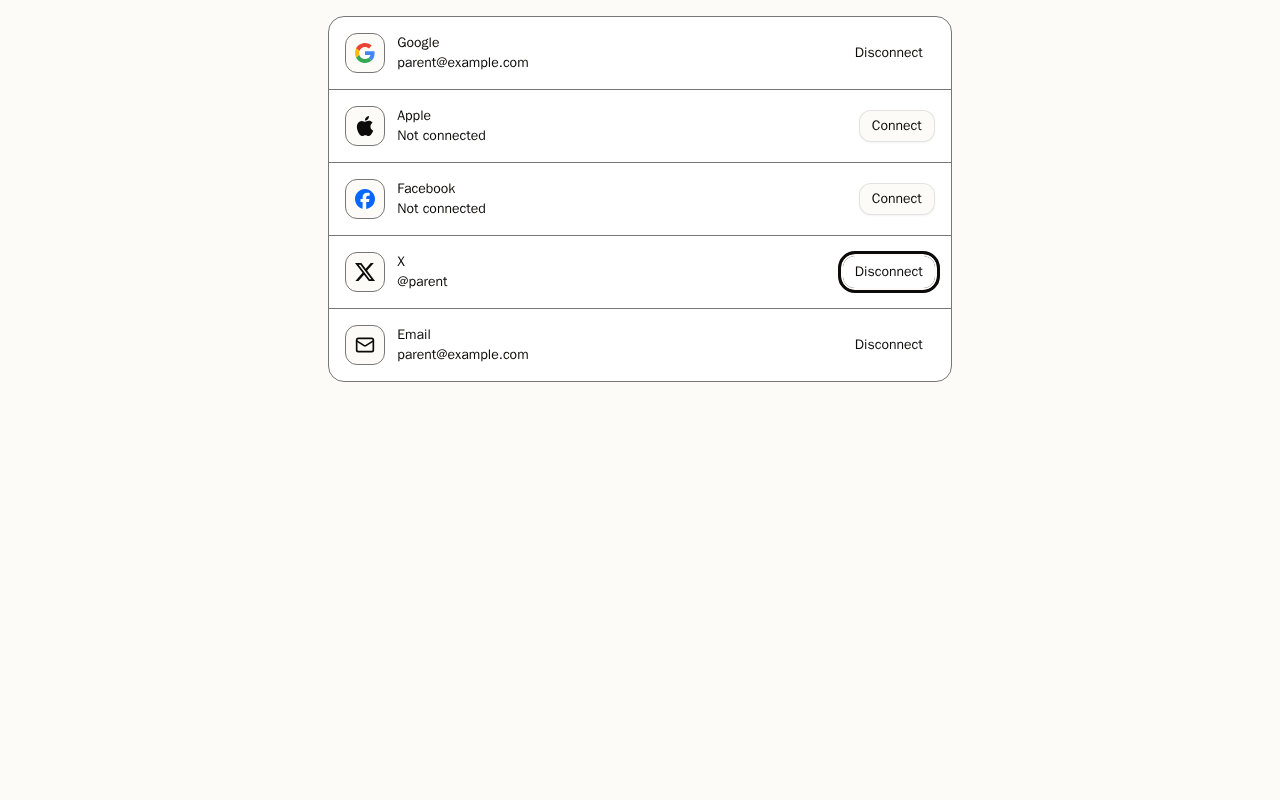 Google
parent@example.com
Disconnect
Apple
Not connected
Connect
Facebook
Not connected
Connect
X
@parent
Disconnect
Email
parent@example.com
Disconnect